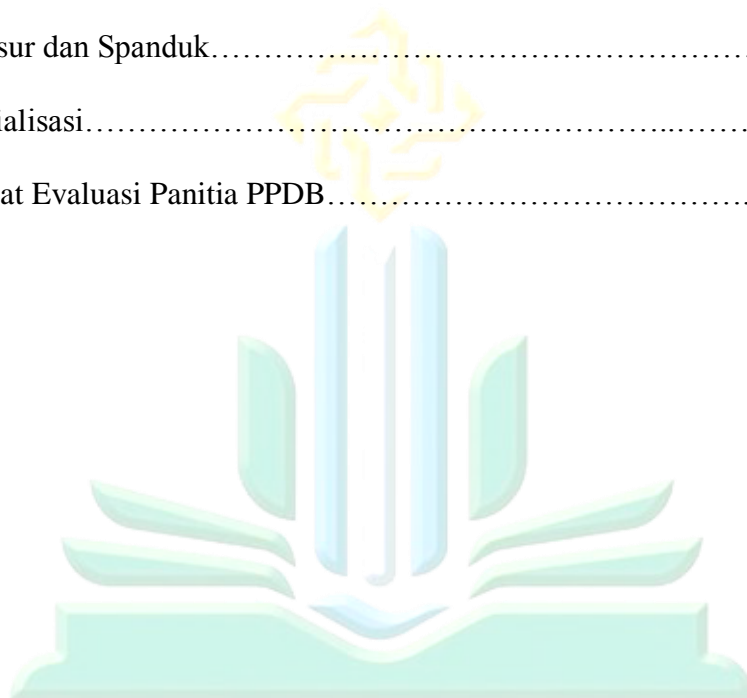 sur dan Spanduk……………………………………………………
ialisasi………………………………………………..………
at Evaluasi Panitia PPDB………………………………….